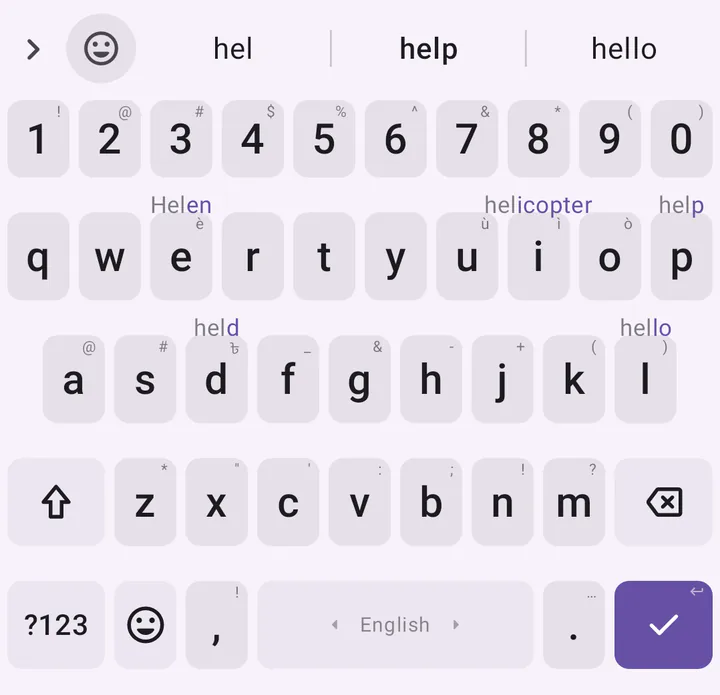 hel help hello
! @ # $ % ^ & * ( )
1 2 3 4 5 6 7 8 9 0
Helen helicopter help
è ù ì ò
q w e r t y u i o p
held hello
@ # ъ _ & - + ( )
a s d f g h j k l
* " ' : ; ! ?
z x c v b n m
! …
?123 , English .